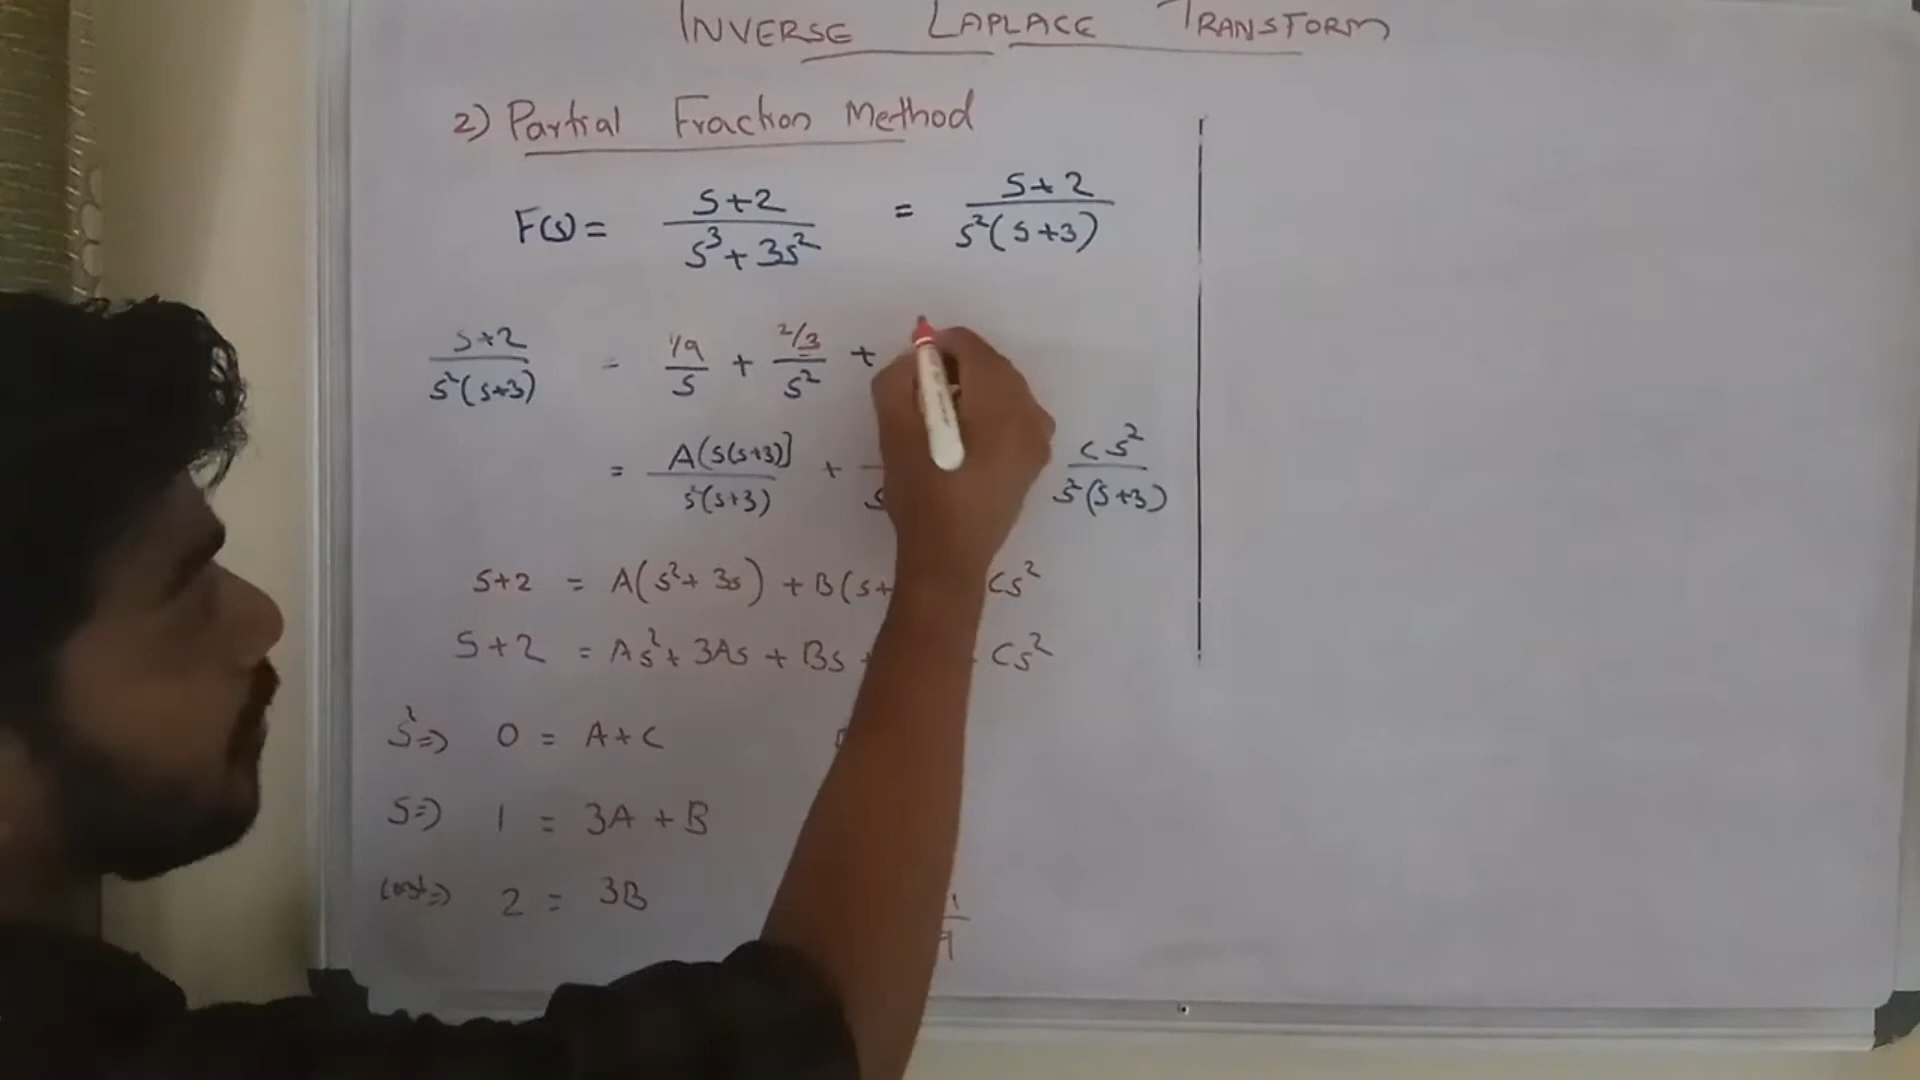 INVERSE LAPLACE TRANSTORM
2) Partial Fraction Method
F(s) = s+2 / s³+3s² = s+2 / s²(s+3)
s+2 / s²(s+3) = 1/9 / s + 2/3 / s² +
= A(s(s+3)] / s²(s+3) + cs² / s²(s+3)
s+2 = A(s²+3s) + B(s+ Cs²
S+2 = As²+3As + Bs + Cs²
s² => 0 = A+C
S=) 1 = 3A + B
2 = 3B